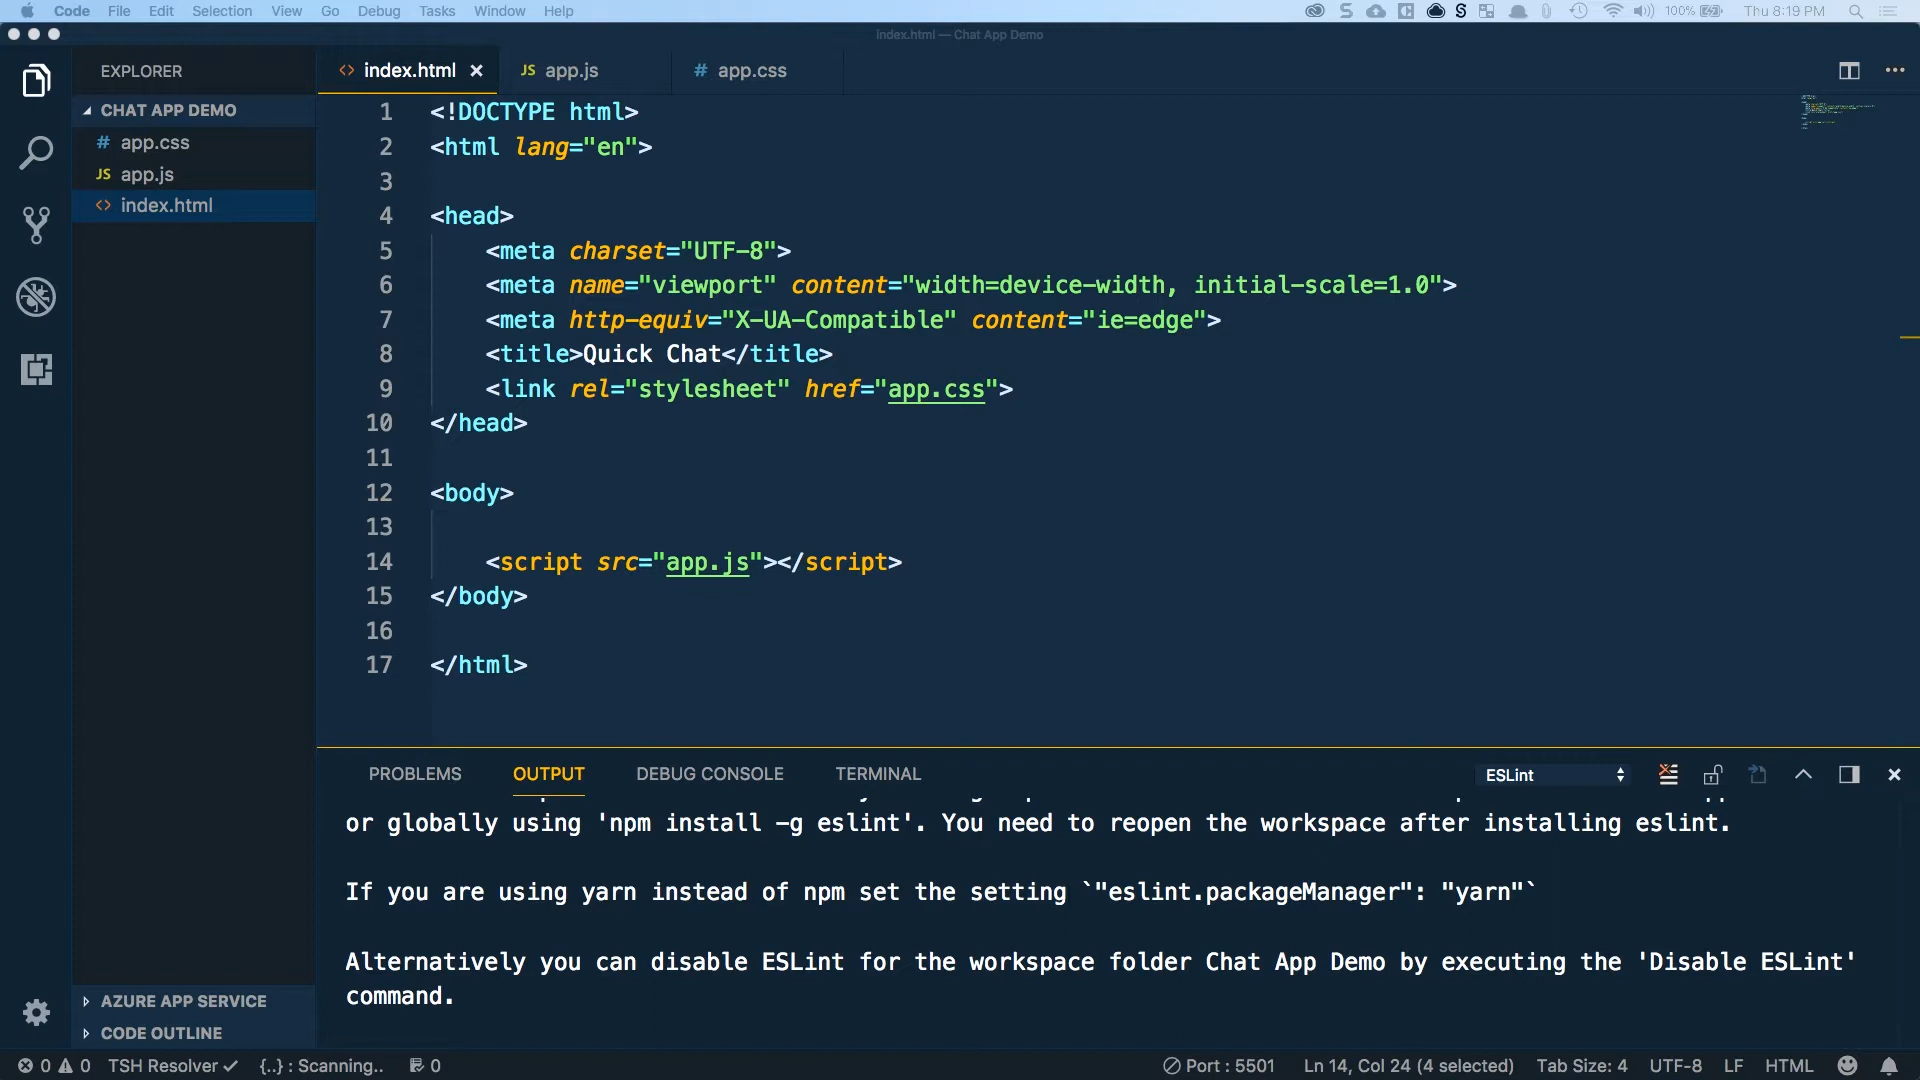 Code File Edit Selection View Go Debug Tasks Window Help 100% Thu 8:19 PM
index.html — Chat App Demo
EXPLORER
CHAT APP DEMO
# app.css
JS app.js
<> index.html
AZURE APP SERVICE
CODE OUTLINE
<> index.html × JS app.js # app.css
1 <!DOCTYPE html>
2 <html lang="en">
3
4 <head>
5 <meta charset="UTF-8">
6 <meta name="viewport" content="width=device-width, initial-scale=1.0">
7 <meta http-equiv="X-UA-Compatible" content="ie=edge">
8 <title>Quick Chat</title>
9 <link rel="stylesheet" href="app.css">
10 </head>
11
12 <body>
13
14 <script src="app.js"></script>
15 </body>
16
17 </html>
PROBLEMS OUTPUT DEBUG CONSOLE TERMINAL ESLint
or globally using 'npm install -g eslint'. You need to reopen the workspace after installing eslint.
If you are using yarn instead of npm set the setting `"eslint.packageManager": "yarn"`
Alternatively you can disable ESLint for the workspace folder Chat App Demo by executing the 'Disable ESLint'
command.
0 0 TSH Resolver ✓ {..} : Scanning.. 0 Port : 5501 Ln 14, Col 24 (4 selected) Tab Size: 4 UTF-8 LF HTML